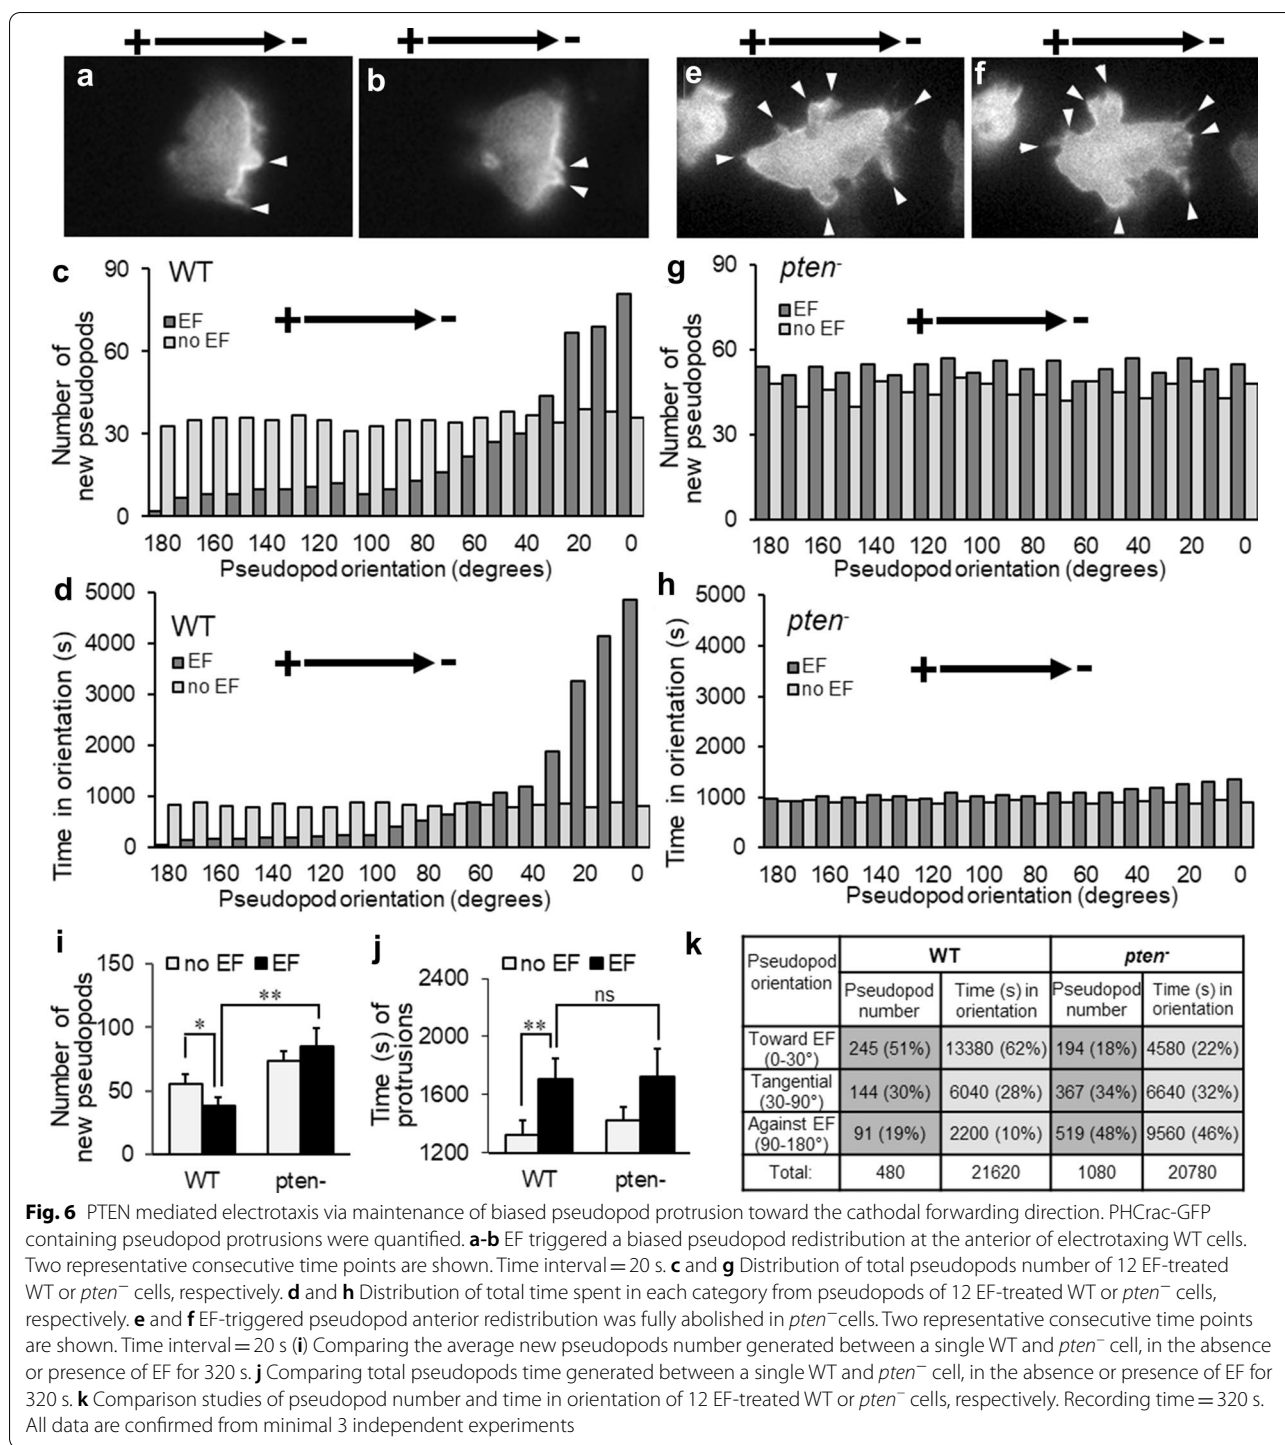 + -
+ -
+ -
+ -
a
b
e
f
c
WT
90
60
30
0
Number of
new pseudopods
+ -
EF
no EF
180 160 140 120 100 80 60 40 20 0
Pseudopod orientation (degrees)
g
pten-
90
60
30
0
Number of
new pseudopods
EF
+ -
no EF
180 160 140 120 100 80 60 40 20 0
Pseudopod orientation (degrees)
d
WT
5000
4000
3000
2000
1000
0
Time in orientation (s)
+ -
EF
no EF
180 160 140 120 100 80 60 40 20 0
Pseudopod orientation (degrees)
h
pten-
5000
4000
3000
2000
1000
0
Time in orientation (s)
+ -
EF
no EF
180 160 140 120 100 80 60 40 20 0
Pseudopod orientation (degrees)
i
150
100
50
0
Number of
new pseudopods
no EF EF
*
**
WT pten-
j
2400
2000
1600
1200
Time (s) of
protrusions
no EF EF
**
ns
WT pten-
k
Pseudopod orientation WT pten-
Pseudopod number Time (s) in orientation Pseudopod number Time (s) in orientation
Toward EF (0-30°) 245 (51%) 13380 (62%) 194 (18%) 4580 (22%)
Tangential (30-90°) 144 (30%) 6040 (28%) 367 (34%) 6640 (32%)
Against EF (90-180°) 91 (19%) 2200 (10%) 519 (48%) 9560 (46%)
Total: 480 21620 1080 20780
Fig. 6 PTEN mediated electrotaxis via maintenance of biased pseudopod protrusion toward the cathodal forwarding direction. PHCrac-GFP
containing pseudopod protrusions were quantified. a-b EF triggered a biased pseudopod redistribution at the anterior of electrotaxing WT cells.
Two representative consecutive time points are shown. Time interval = 20 s. c and g Distribution of total pseudopods number of 12 EF-treated
WT or pten− cells, respectively. d and h Distribution of total time spent in each category from pseudopods of 12 EF-treated WT or pten− cells,
respectively. e and f EF-triggered pseudopod anterior redistribution was fully abolished in pten−cells. Two representative consecutive time points
are shown. Time interval = 20 s (i) Comparing the average new pseudopods number generated between a single WT and pten− cell, in the absence
or presence of EF for 320 s. j Comparing total pseudopods time generated between a single WT and pten− cell, in the absence or presence of EF for
320 s. k Comparison studies of pseudopod number and time in orientation of 12 EF-treated WT or pten− cells, respectively. Recording time = 320 s.
All data are confirmed from minimal 3 independent experiments